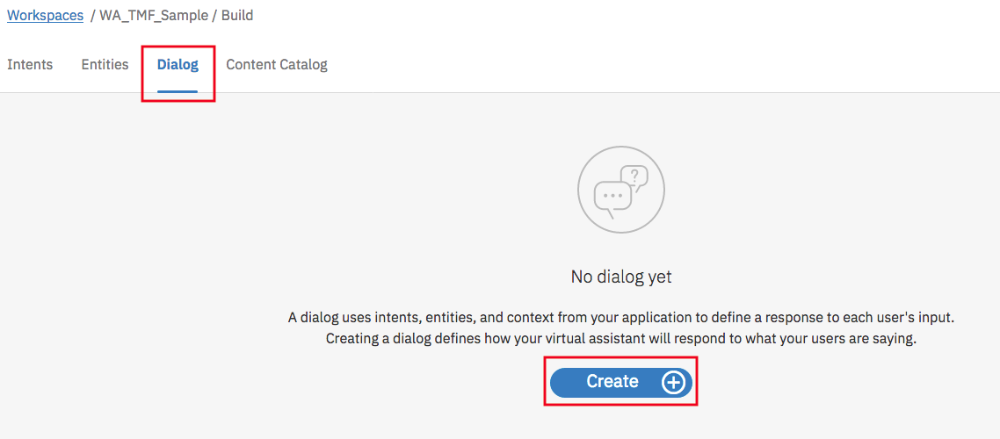 Workspaces / WA_TMF_Sample / Build
Intents Entities Dialog Content Catalog
?
No dialog yet
A dialog uses intents, entities, and context from your application to define a response to each user's input.
Creating a dialog defines how your virtual assistant will respond to what your users are saying.
Create